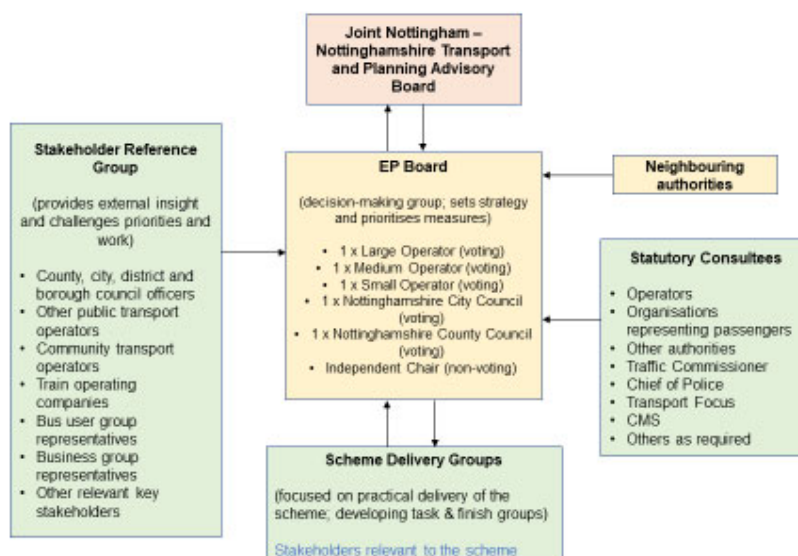 Joint Nottingham –
Nottinghamshire Transport
and Planning Advisory
Board
Stakeholder Reference
Group
(provides external insight
and challenges priorities and
work)
• County, city, district and
borough council officers
• Other public transport
operators
• Community transport
operators
• Train operating
companies
• Bus user group
representatives
• Business group
representatives
• Other relevant key
stakeholders
EP Board
(decision-making group; sets strategy
and prioritises measures)
• 1 x Large Operator (voting)
• 1 x Medium Operator (voting)
• 1 x Small Operator (voting)
• 1 x Nottinghamshire City Council
(voting)
• 1 x Nottinghamshire County Council
(voting)
• Independent Chair (non-voting)
Neighbouring
authorities
Statutory Consultees
• Operators
• Organisations
representing passengers
• Other authorities
• Traffic Commissioner
• Chief of Police
• Transport Focus
• CMS
• Others as required
Scheme Delivery Groups
(focused on practical delivery of the
scheme; developing task & finish groups)
Stakeholders relevant to the scheme